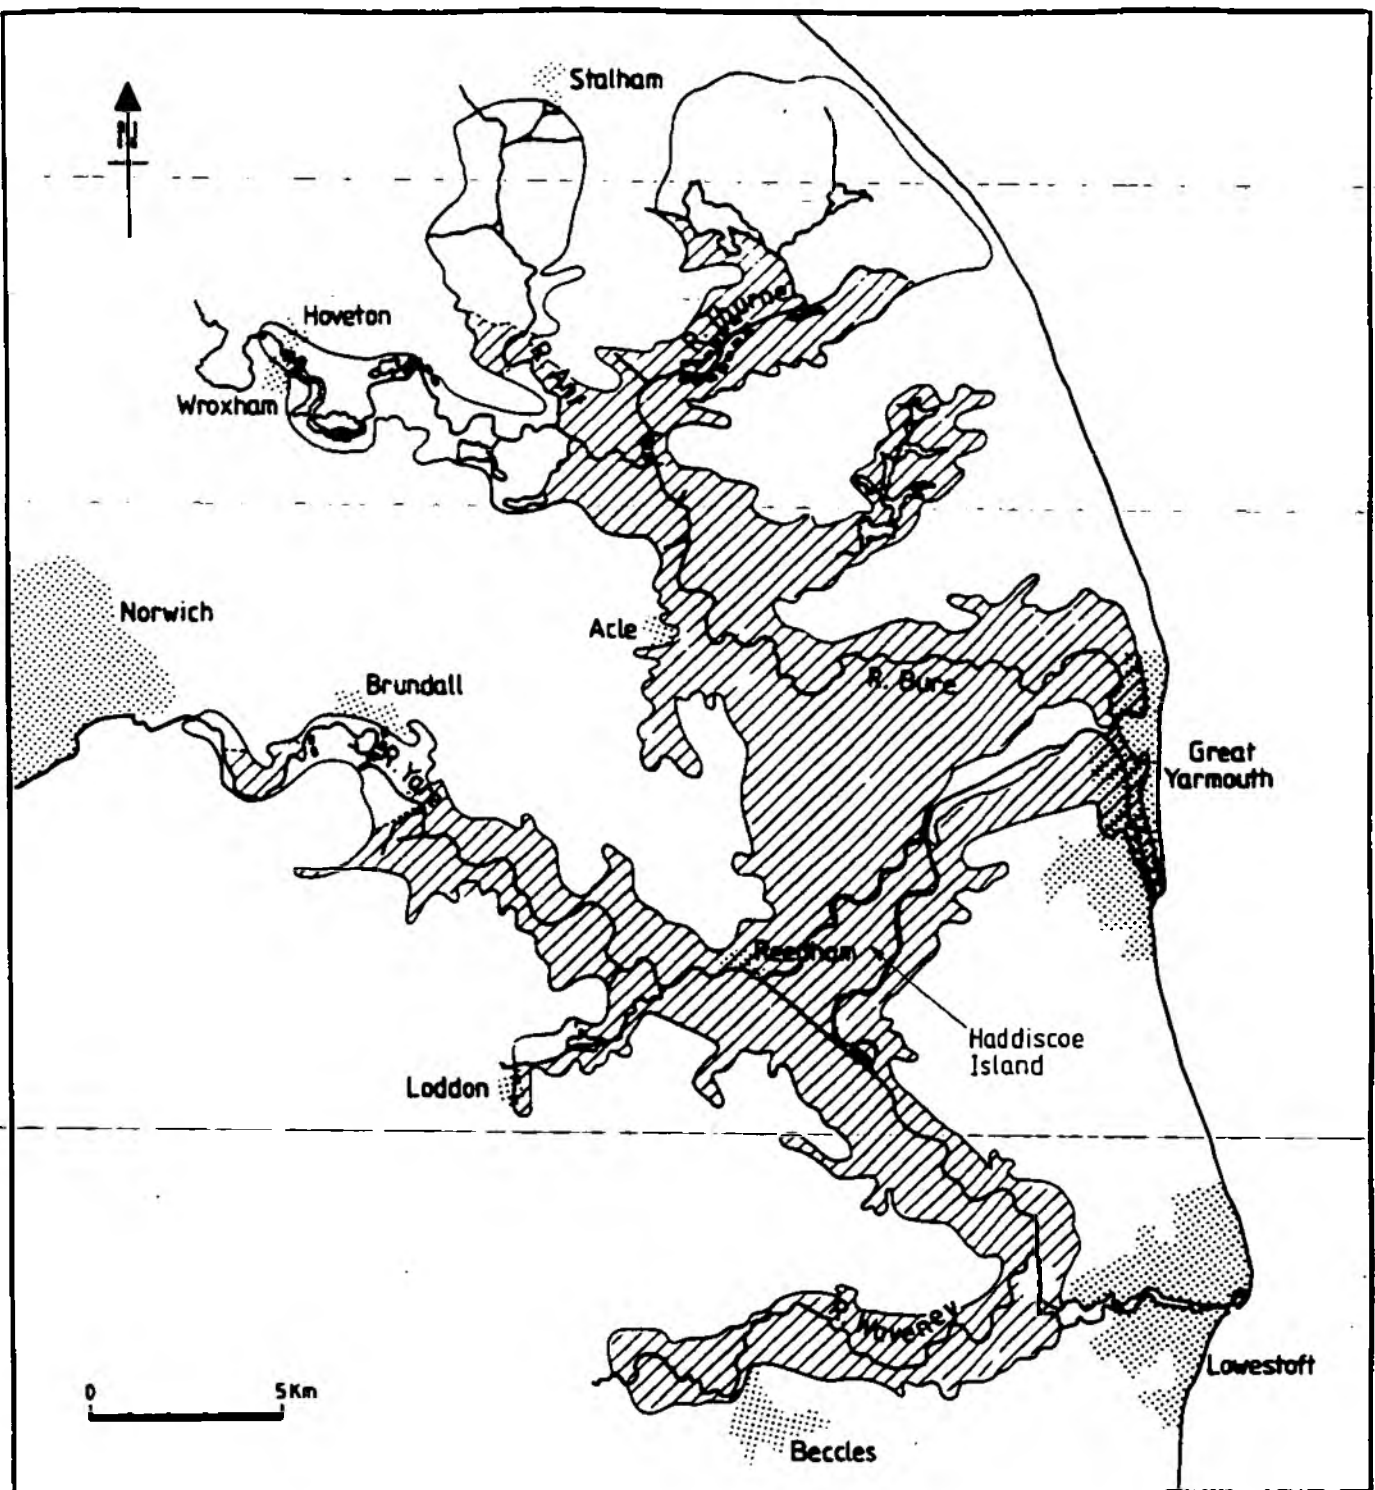 Stalham
N
R. Thurne
Hoveton
R. Ant
Wroxham
Norwich
Acle
Brundall
R. Bure
R. Yare
Great
Yarmouth
Reedham
Haddiscoe
Island
Loddon
R. Waveney
Lowestoft
0 5Km
Beccles